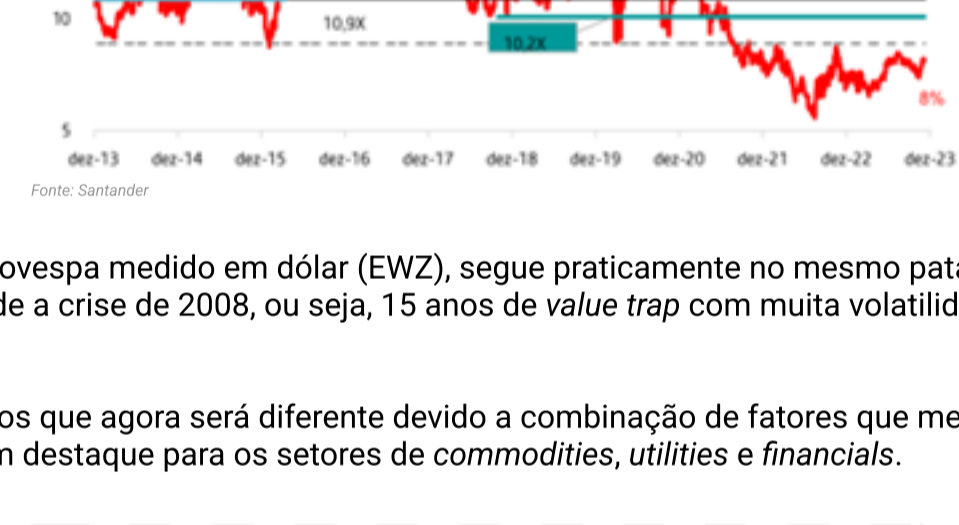 10
10,9X
10,2X
8%
5
dez-13 dez-14 dez-15 dez-16 dez-17 dez-18 dez-19 dez-20 dez-21 dez-22 dez-23
Fonte: Santander
ovespa medido em dólar (EWZ), segue praticamente no mesmo pata
de a crise de 2008, ou seja, 15 anos de value trap com muita volatilid
os que agora será diferente devido a combinação de fatores que me
m destaque para os setores de commodities, utilities e financials.